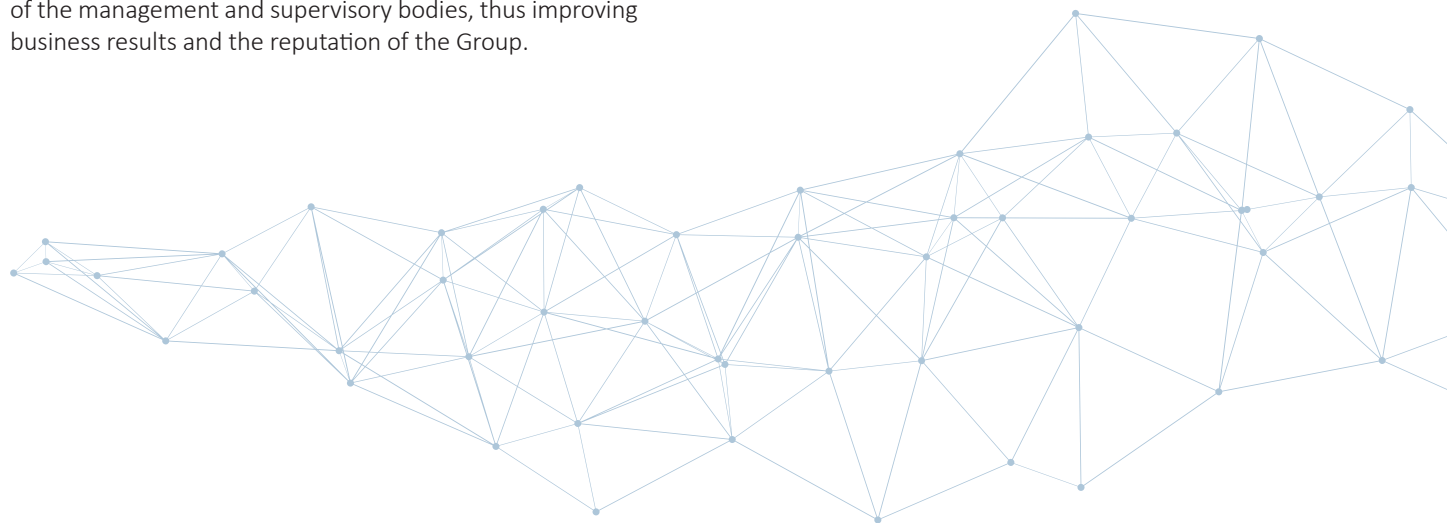 of the management and supervisory bodies, thus improving
business results and the reputation of the Group.